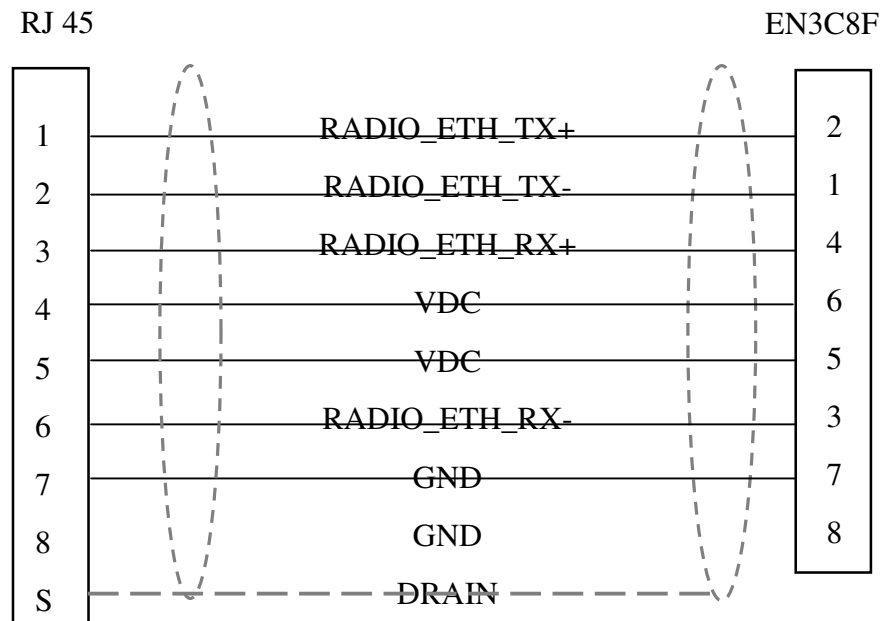 RJ 45 EN3C8F
1 RADIO_ETH_TX+ 2
2 RADIO_ETH_TX- 1
3 RADIO_ETH_RX+ 4
4 VDC 6
5 VDC 5
6 RADIO_ETH_RX- 3
7 GND 7
8 GND 8
S DRAIN